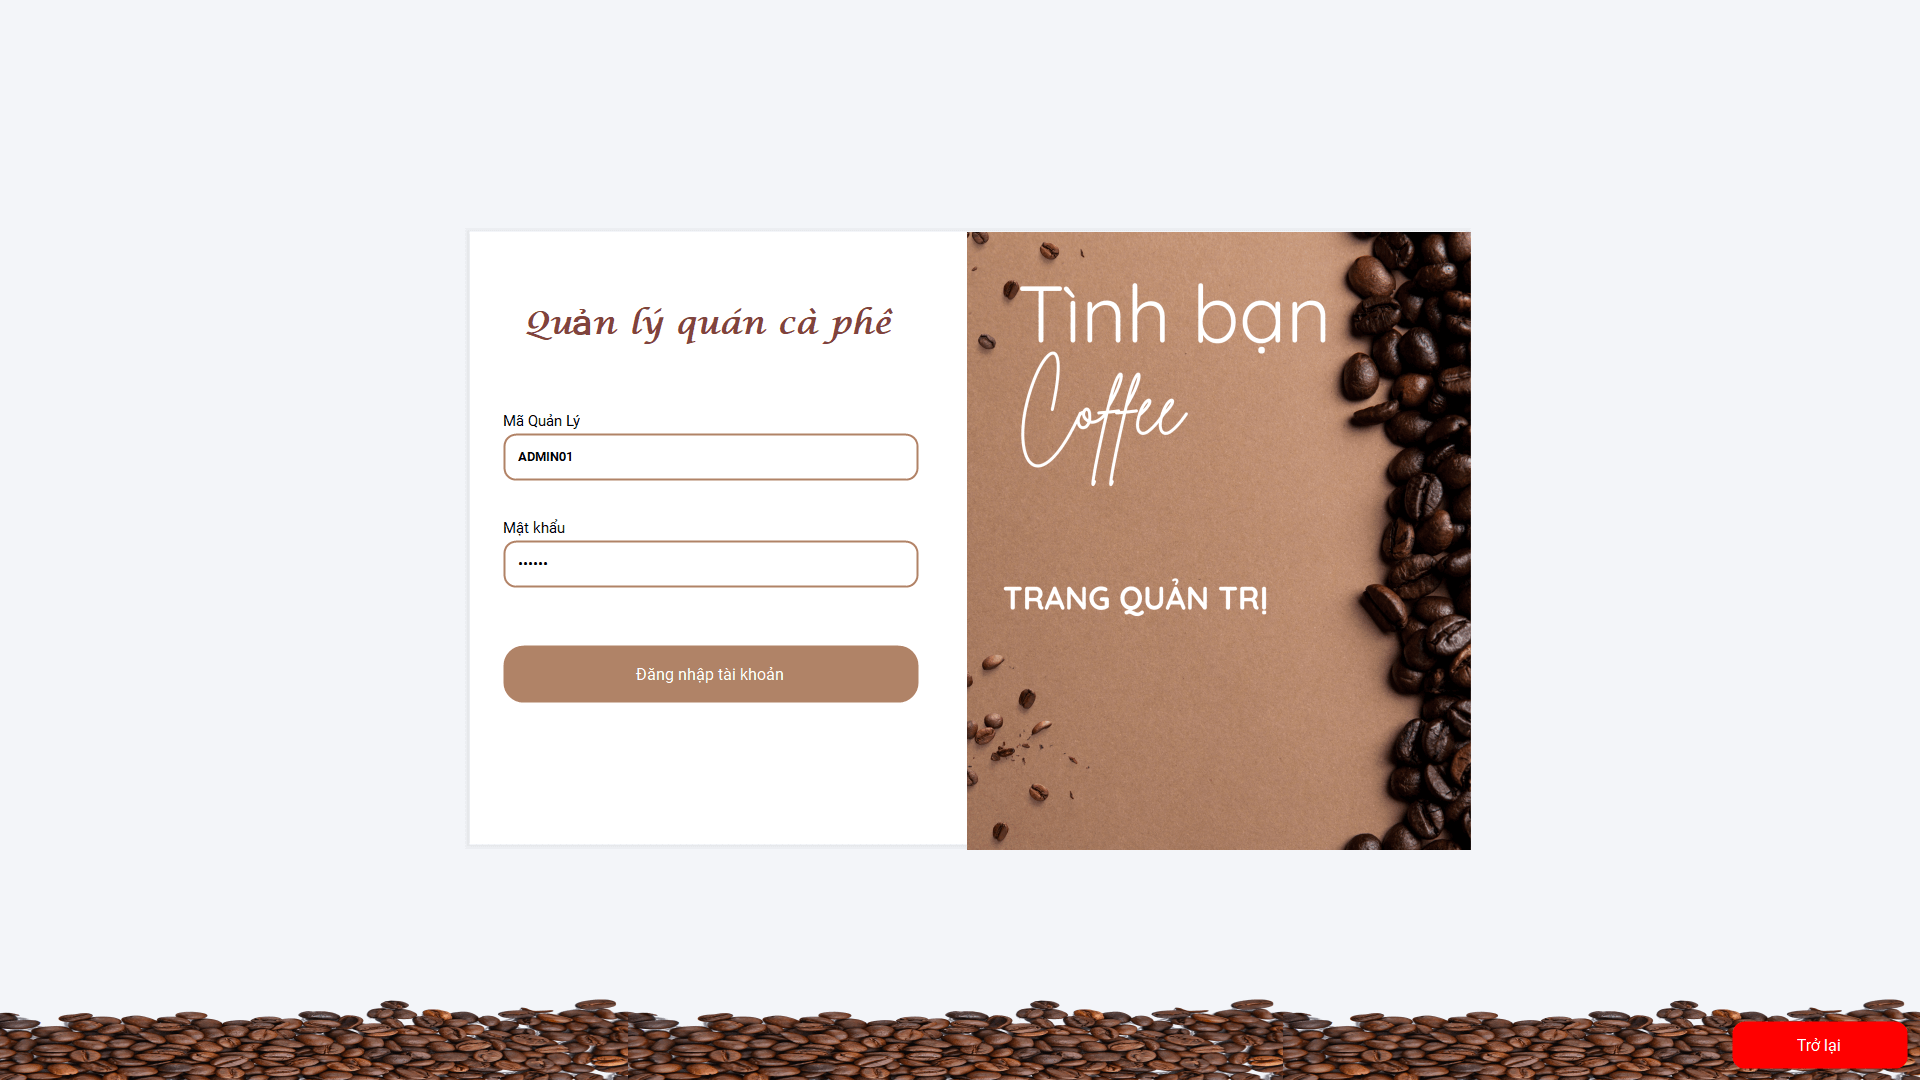 Quản lý quán cà phê
Mã Quản Lý
ADMIN01
Mật khẩu
••••••
Đăng nhập tài khoản
Tình bạn
Coffee
TRANG QUẢN TRỊ
Trở lại